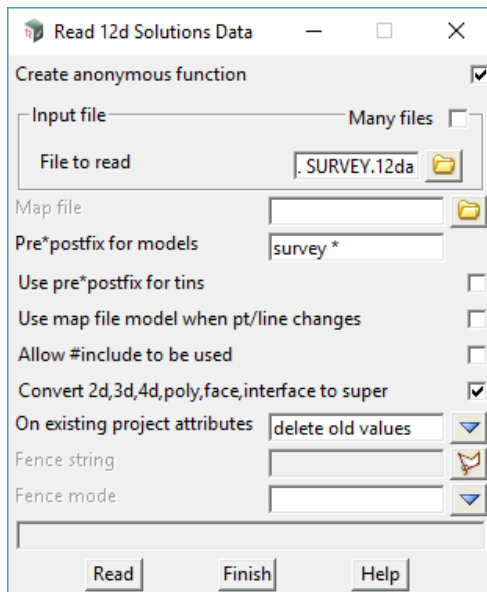 Read 12d Solutions Data
Create anonymous function
Input file
Many files
File to read
. SURVEY.12da
Map file
Pre*postfix for models
survey *
Use pre*postfix for tins
Use map file model when pt/line changes
Allow #include to be used
Convert 2d,3d,4d,poly,face,interface to super
On existing project attributes
delete old values
Fence string
Fence mode
Read
Finish
Help